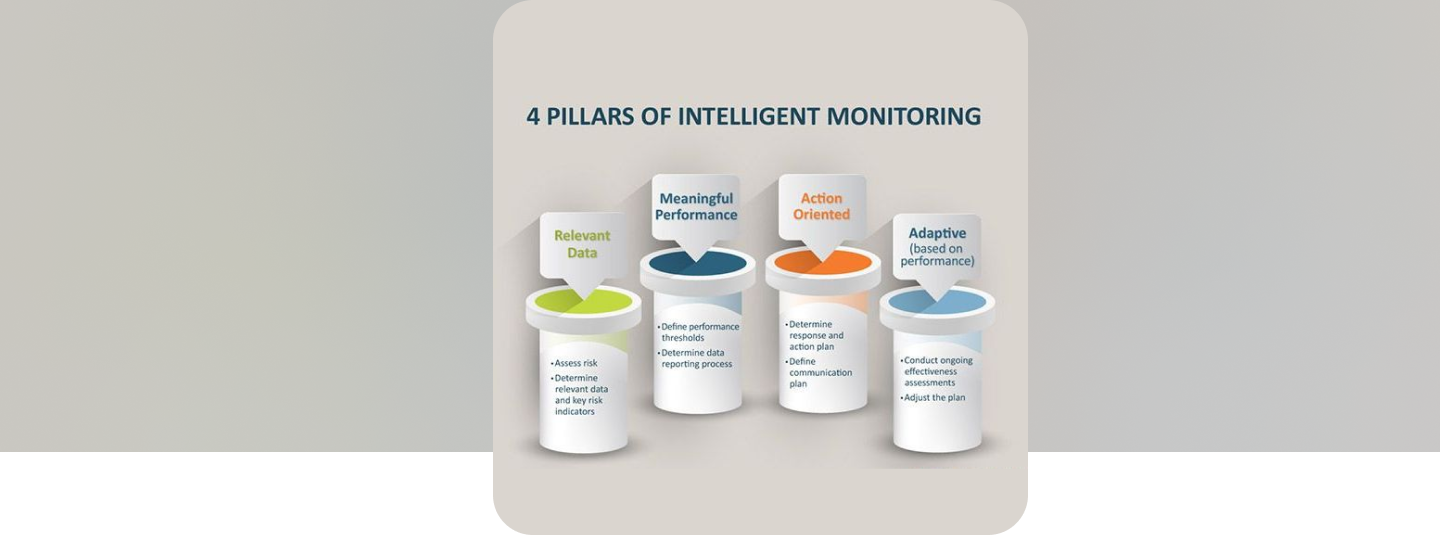 4 PILLARS OF INTELLIGENT MONITORING
Relevant
Data
•Assess risk
•Determine
relevant data
and key risk
indicators
Meaningful
Performance
•Define performance
thresholds
•Determine data
reporting process
Action
Oriented
•Determine
response and
action plan
•Define
communication
plan
Adaptive
(based on
performance)
•Conduct ongoing
effectiveness
assessments
•Adjust the plan